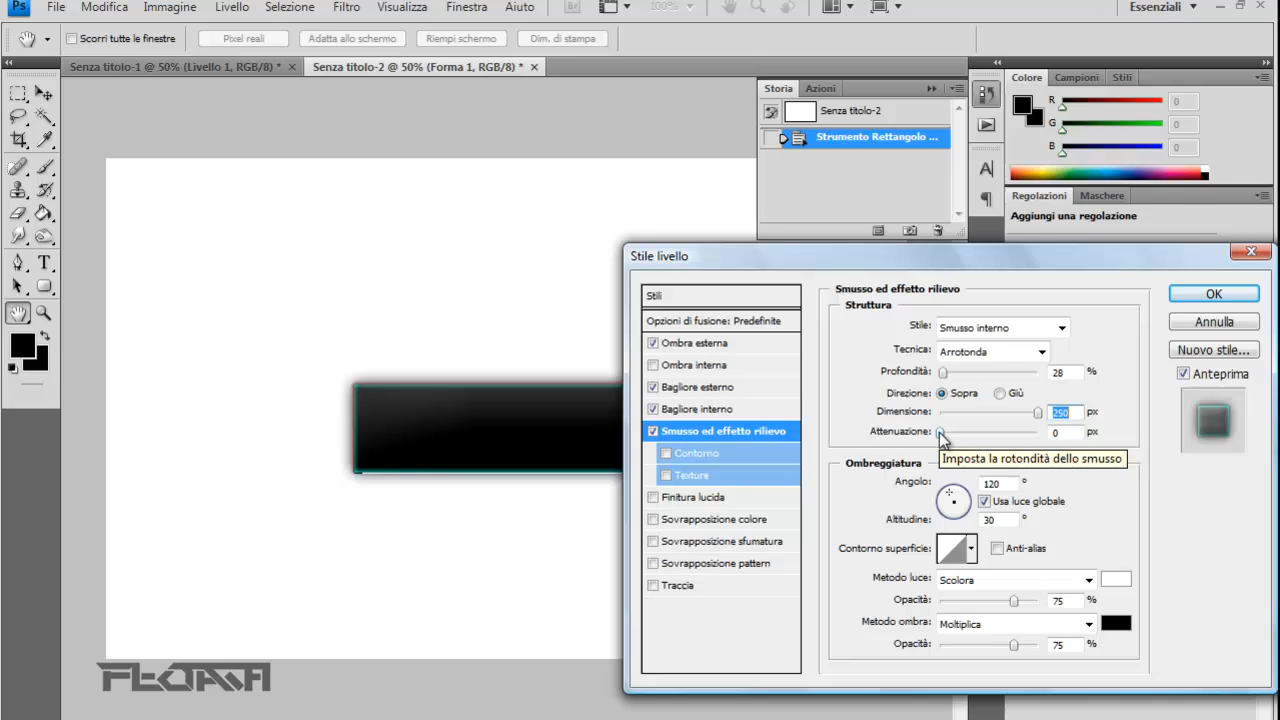 Ps File Modifica Immagine Livello Selezione Filtro Visualizza Finestra Aiuto Br 100% Essenziali
Scorri tutte le finestre Pixel reali Adatta allo schermo Riempi schermo Dim. di stampa
Senza titolo-1 @ 50% (Livello 1, RGB/8) * Senza titolo-2 @ 50% (Forma 1, RGB/8) *
Storia Azioni
Senza titolo-2
Strumento Rettangolo ...
Colore Campioni Stili
R 0
G 0
B 0
Regolazioni Maschere
Aggiungi una regolazione
Stile livello
Stili
Opzioni di fusione: Predefinite
Ombra esterna
Ombra interna
Bagliore esterno
Bagliore interno
Smusso ed effetto rilievo
Contorno
Texture
Finitura lucida
Sovrapposizione colore
Sovrapposizione sfumatura
Sovrapposizione pattern
Traccia
Smusso ed effetto rilievo
Struttura
Stile: Smusso interno
Tecnica: Arrotonda
Profondità: 28 %
Direzione: Sopra Giù
Dimensione: 250 px
Attenuazione: 0 px
Imposta la rotondità dello smusso
Ombreggiatura
Angolo: 120 °
Usa luce globale
Altitudine: 30 °
Contorno superficie: Anti-alias
Metodo luce: Scolora
Opacità: 75 %
Metodo ombra: Moltiplica
Opacità: 75 %
OK
Annulla
Nuovo stile...
Anteprima